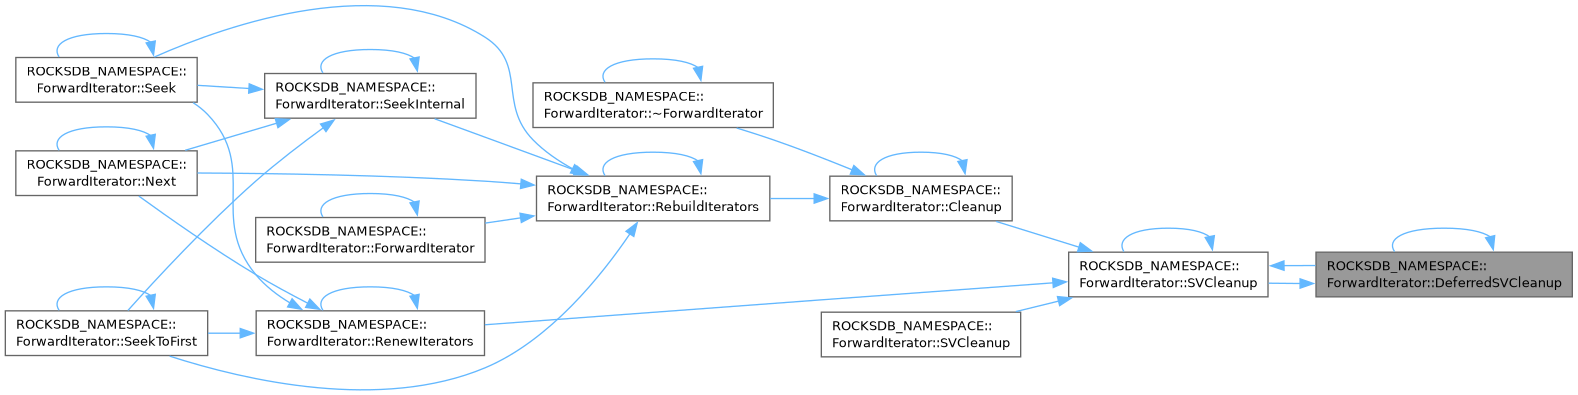 ROCKSDB_NAMESPACE::
ForwardIterator::Seek
ROCKSDB_NAMESPACE::
ForwardIterator::SeekInternal
ROCKSDB_NAMESPACE::
ForwardIterator::~ForwardIterator
ROCKSDB_NAMESPACE::
ForwardIterator::Next
ROCKSDB_NAMESPACE::
ForwardIterator::RebuildIterators
ROCKSDB_NAMESPACE::
ForwardIterator::Cleanup
ROCKSDB_NAMESPACE::
ForwardIterator::ForwardIterator
ROCKSDB_NAMESPACE::
ForwardIterator::SVCleanup
ROCKSDB_NAMESPACE::
ForwardIterator::DeferredSVCleanup
ROCKSDB_NAMESPACE::
ForwardIterator::SeekToFirst
ROCKSDB_NAMESPACE::
ForwardIterator::RenewIterators
ROCKSDB_NAMESPACE::
ForwardIterator::SVCleanup